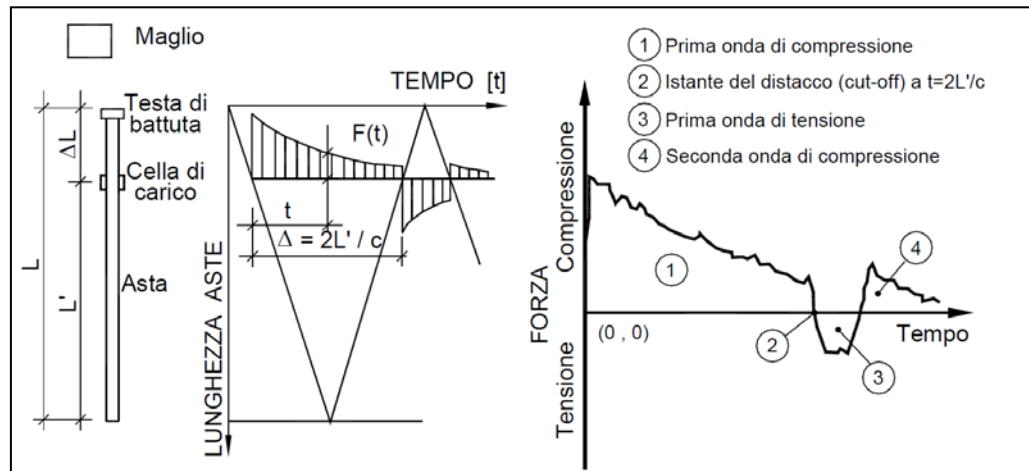 Maglio
Testa di
battuta
Cella di
carico
Asta
L
ΔL
L'
TEMPO [t]
F(t)
t
Δ = 2L' / c
LUNGHEZZA ASTE
1 Prima onda di compressione
2 Istante del distacco (cut-off) a t=2L'/c
3 Prima onda di tensione
4 Seconda onda di compressione
FORZA
Compressione
Tensione
(0 , 0)
Tempo
1
2
3
4